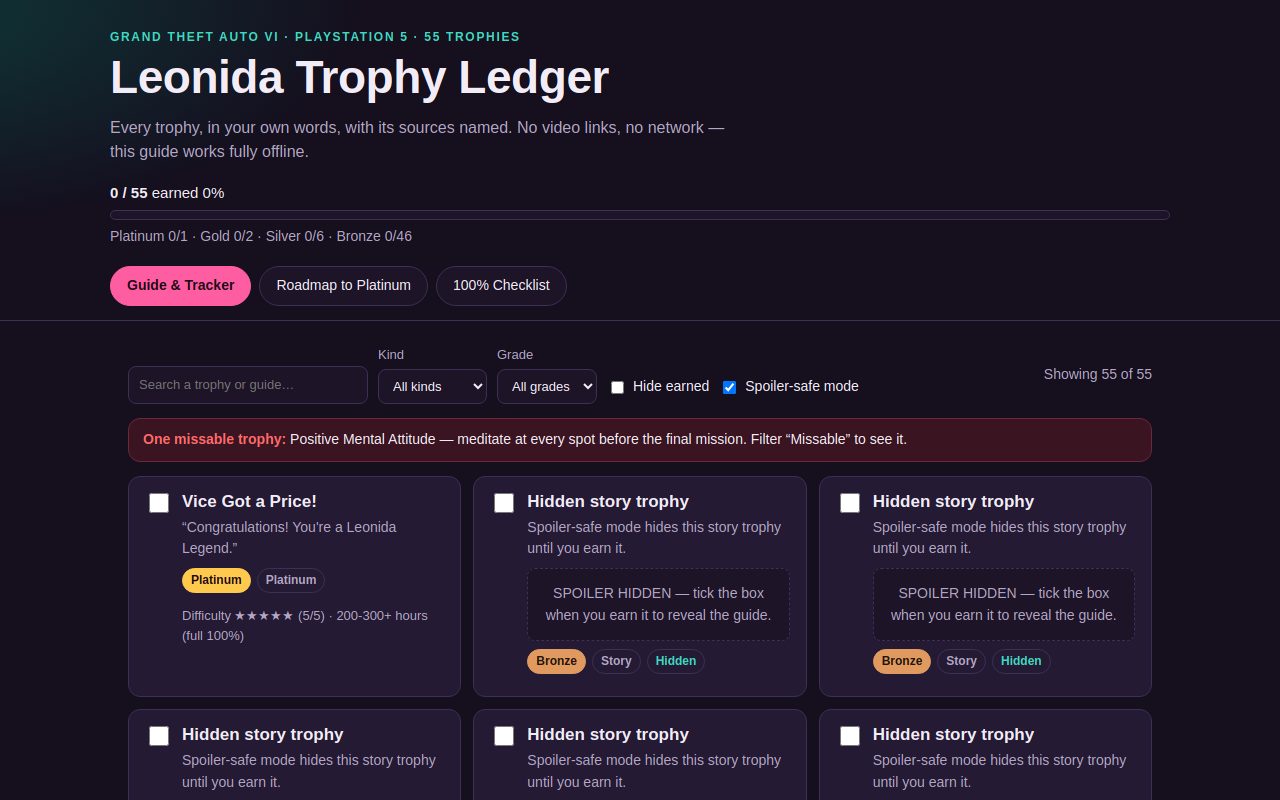 GRAND THEFT AUTO VI · PLAYSTATION 5 · 55 TROPHIES
Leonida Trophy Ledger
Every trophy, in your own words, with its sources named. No video links, no network —
this guide works fully offline.
0 / 55 earned 0%
Platinum 0/1 · Gold 0/2 · Silver 0/6 · Bronze 0/46
Guide & Tracker
Roadmap to Platinum
100% Checklist
Search a trophy or guide…
Kind
All kinds
Grade
All grades
Hide earned
Spoiler-safe mode
Showing 55 of 55
One missable trophy: Positive Mental Attitude — meditate at every spot before the final mission. Filter “Missable” to see it.
Vice Got a Price!
“Congratulations! You're a Leonida
Legend.”
Platinum
Platinum
Difficulty ★★★★★ (5/5) · 200-300+ hours
(full 100%)
Hidden story trophy
Spoiler-safe mode hides this story trophy
until you earn it.
SPOILER HIDDEN — tick the box
when you earn it to reveal the guide.
Bronze
Story
Hidden
Hidden story trophy
Spoiler-safe mode hides this story trophy
until you earn it.
SPOILER HIDDEN — tick the box
when you earn it to reveal the guide.
Bronze
Story
Hidden
Hidden story trophy
Spoiler-safe mode hides this story trophy
until you earn it.
Hidden story trophy
Spoiler-safe mode hides this story trophy
until you earn it.
Hidden story trophy
Spoiler-safe mode hides this story trophy
until you earn it.